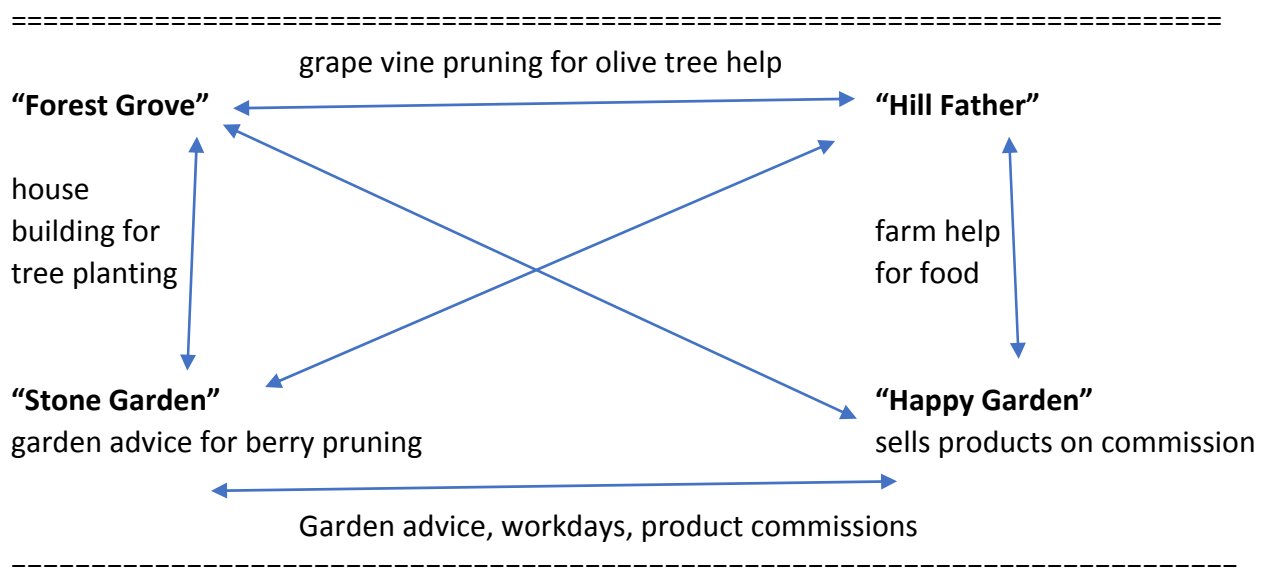 ===========================================================================
grape vine pruning for olive tree help
“Forest Grove” “Hill Father”
house
building for farm help
tree planting for food
“Stone Garden” “Happy Garden”
garden advice for berry pruning sells products on commission
Garden advice, workdays, product commissions
============================================================================